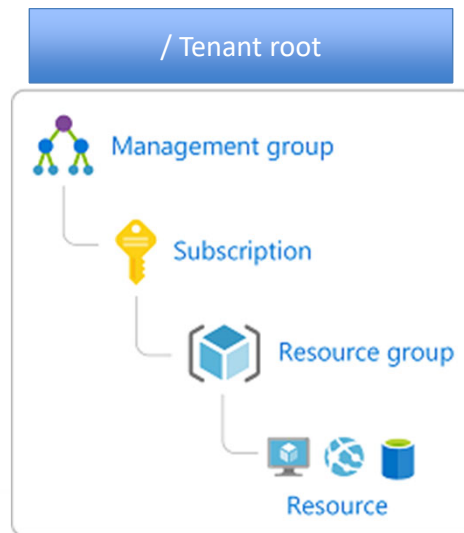 / Tenant root
Management group
Subscription
Resource group
Resource